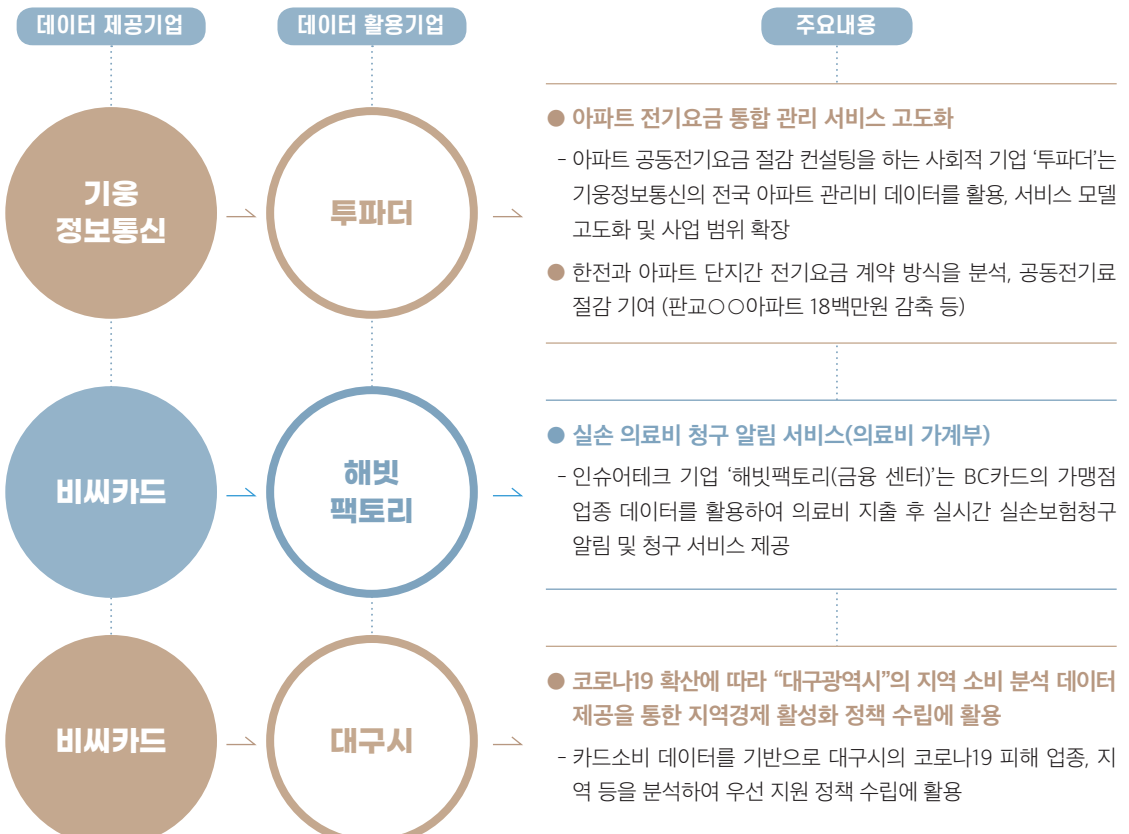 데이터 제공기업
데이터 활용기업
주요내용
기웅
정보통신
투파더
● 아파트 전기요금 통합 관리 서비스 고도화
- 아파트 공동전기요금 절감 컨설팅을 하는 사회적 기업 ‘투파더’는
기웅정보통신의 전국 아파트 관리비 데이터를 활용, 서비스 모델
고도화 및 사업 범위 확장
● 한전과 아파트 단지간 전기요금 계약 방식을 분석, 공동전기료
절감 기여 (판교○○아파트 18백만원 감축 등)
비씨카드
해빗
팩토리
● 실손 의료비 청구 알림 서비스(의료비 가계부)
- 인슈어테크 기업 ‘해빗팩토리(금융 센터)’는 BC카드의 가맹점
업종 데이터를 활용하여 의료비 지출 후 실시간 실손보험청구
알림 및 청구 서비스 제공
비씨카드
대구시
● 코로나19 확산에 따라 “대구광역시”의 지역 소비 분석 데이터
제공을 통한 지역경제 활성화 정책 수립에 활용
- 카드소비 데이터를 기반으로 대구시의 코로나19 피해 업종, 지
역 등을 분석하여 우선 지원 정책 수립에 활용